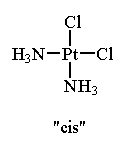 Cl
H3N Pt Cl
NH3
"cis"